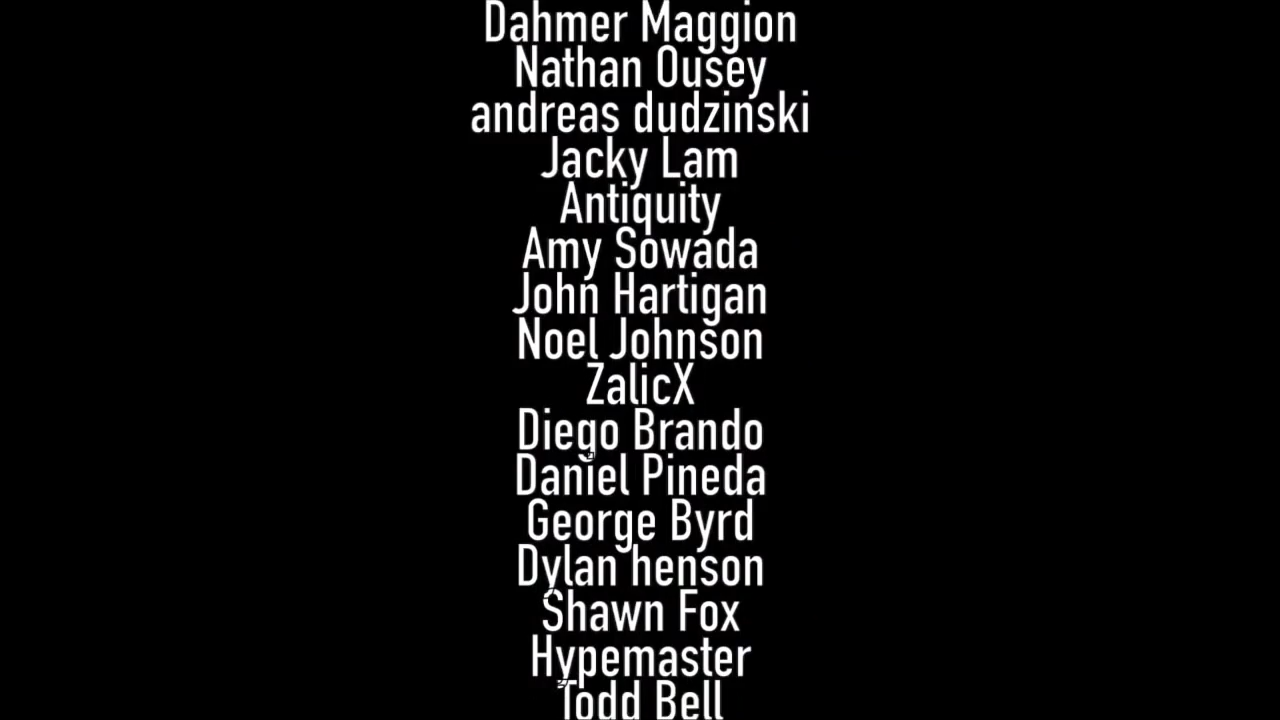 Dahmer Maggion
Nathan Ousey
andreas dudzinski
Jacky Lam
Antiquity
Amy Sowada
John Hartigan
Noel Johnson
ZalicX
Diego Brando
Daniel Pineda
George Byrd
Dylan henson
Shawn Fox
Hypemaster
Todd Bell